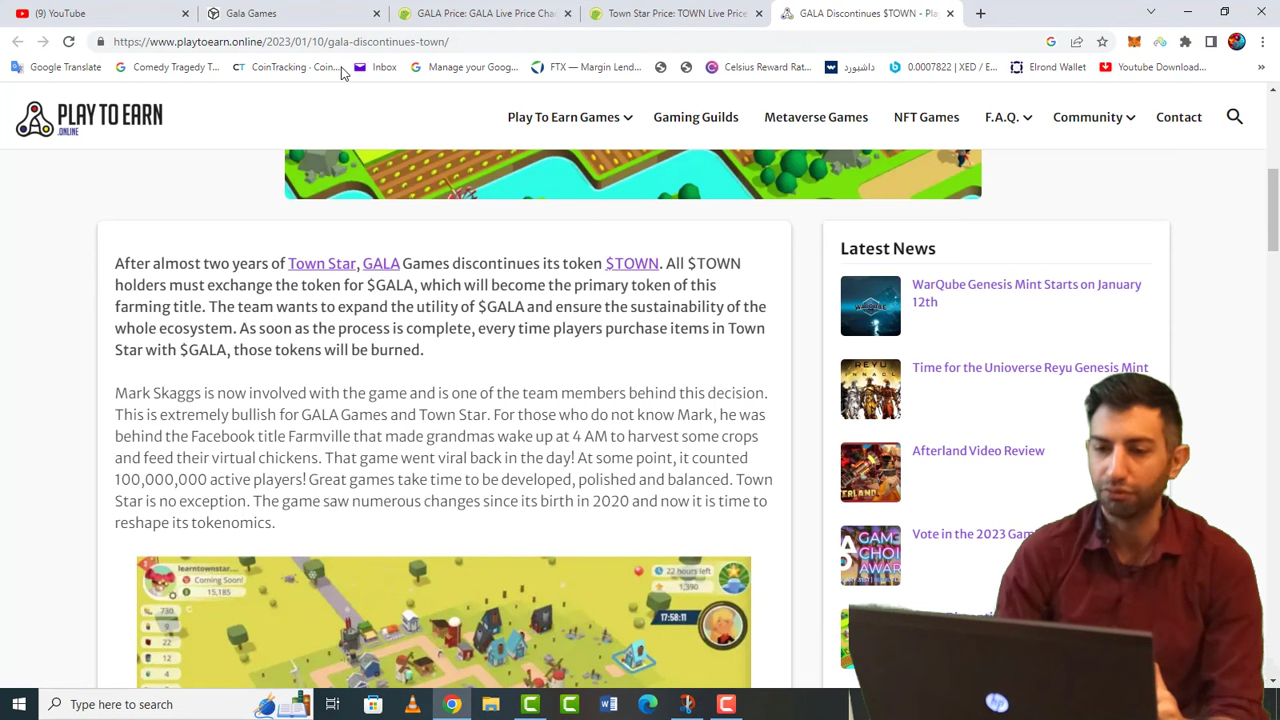 YouTube
Gala Games
GALA Price: GALA Live Price Cha
Town Star Price: TOWN Live Price
GALA Discontinues $TOWN - Pl
https://www.playtoearn.online/2023/01/10/gala-discontinues-town/
Google Translate
Comedy Tragedy T...
CT CoinTracking · Coin...
Inbox
Manage your Goog...
FTX — Margin Lend...
Celsius Reward Rat...
داشبورد
0.0007822 | XED / E...
Elrond Wallet
Youtube Download...
PLAY TO EARN
.ONLINE
Play To Earn Games
Gaming Guilds
Metaverse Games
NFT Games
F.A.Q.
Community
Contact
After almost two years of Town Star, GALA Games discontinues its token $TOWN. All $TOWN
holders must exchange the token for $GALA, which will become the primary token of this
farming title. The team wants to expand the utility of $GALA and ensure the sustainability of the
whole ecosystem. As soon as the process is complete, every time players purchase items in Town
Star with $GALA, those tokens will be burned.
Mark Skaggs is now involved with the game and is one of the team members behind this decision.
This is extremely bullish for GALA Games and Town Star. For those who do not know Mark, he was
behind the Facebook title Farmville that made grandmas wake up at 4 AM to harvest some crops
and feed their virtual chickens. That game went viral back in the day! At some point, it counted
100,000,000 active players! Great games take time to be developed, polished and balanced. Town
Star is no exception. The game saw numerous changes since its birth in 2020 and now it is time to
reshape its tokenomics.
learntownstar....
Coming Soon!
15,185
730
9
22
12
4
22 hours left
1,390
17:58:11
Latest News
WarQube Genesis Mint Starts on January
12th
Time for the Unioverse Reyu Genesis Mint
Afterland Video Review
Vote in the 2023 Gam
Type here to search
hp